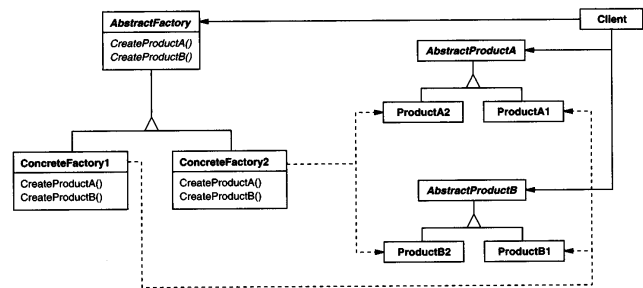 AbstractFactory
CreateProductA()
CreateProductB()
Client
AbstractProductA
ProductA2
ProductA1
ConcreteFactory1
CreateProductA()
CreateProductB()
ConcreteFactory2
CreateProductA()
CreateProductB()
AbstractProductB
ProductB2
ProductB1